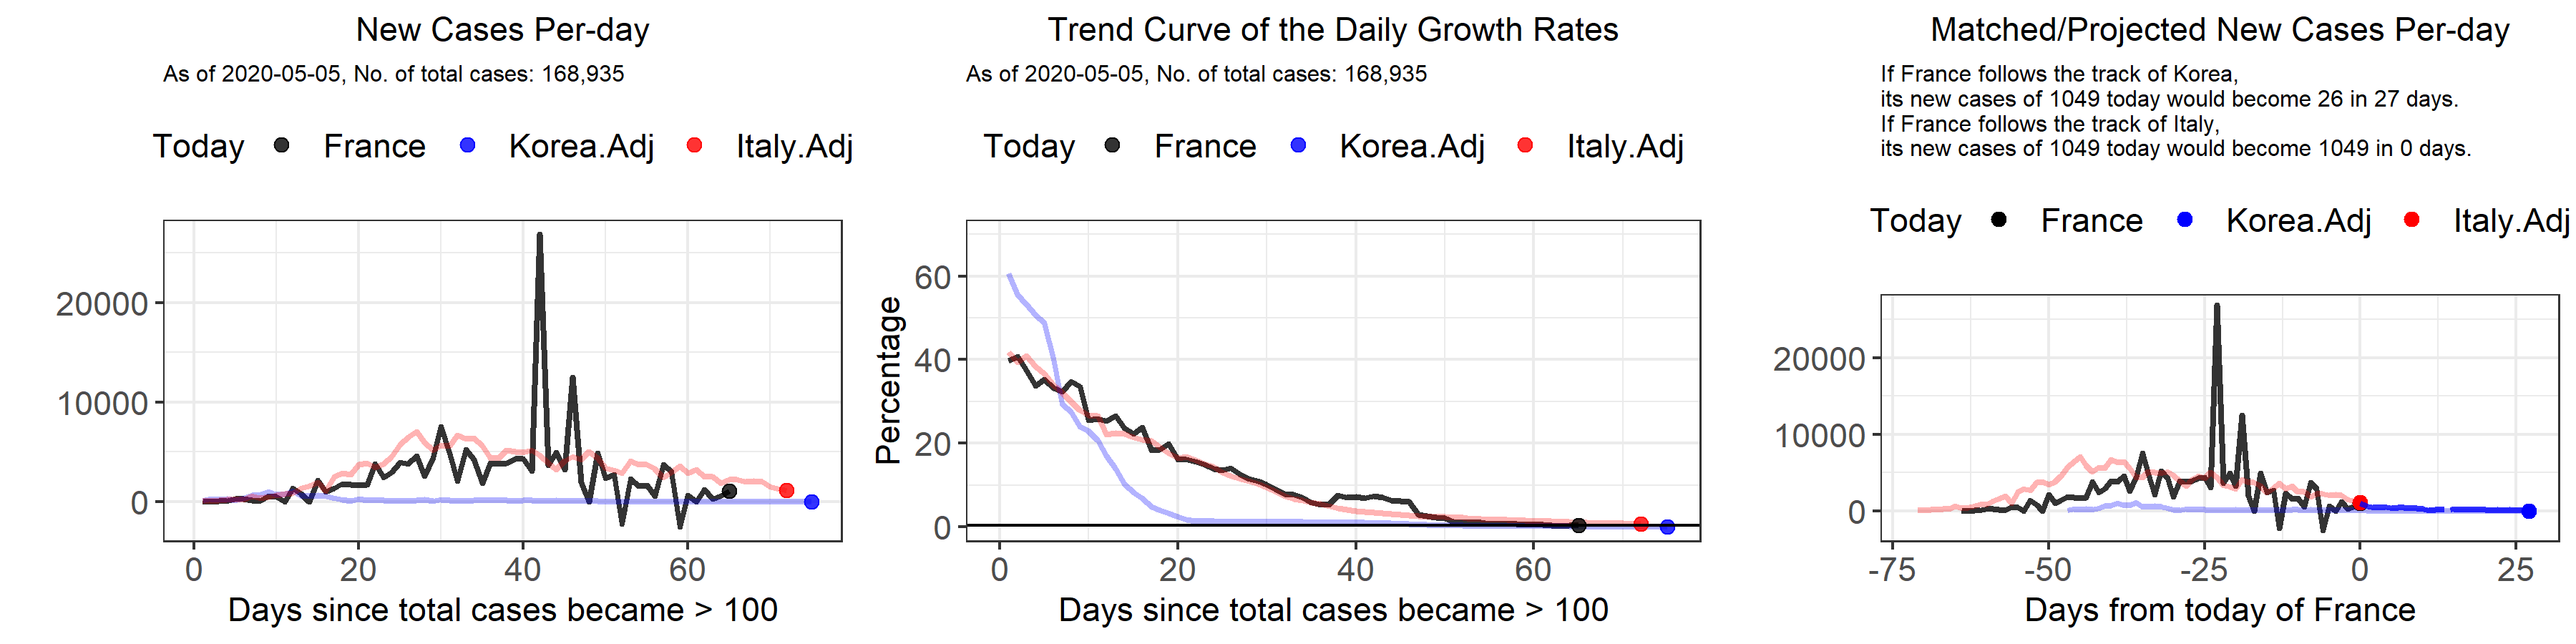 New Cases Per-day
As of 2020-05-05, No. of total cases: 168,935
Today France Korea.Adj Italy.Adj
20000
10000
0
0 20 40 60
Days since total cases became > 100
Trend Curve of the Daily Growth Rates
As of 2020-05-05, No. of total cases: 168,935
Today France Korea.Adj Italy.Adj
Percentage
60
40
20
0
0 20 40 60
Days since total cases became > 100
Matched/Projected New Cases Per-day
If France follows the track of Korea,
its new cases of 1049 today would become 26 in 27 days.
If France follows the track of Italy,
its new cases of 1049 today would become 1049 in 0 days.
Today France Korea.Adj Italy.Adj
20000
10000
0
-75 -50 -25 0 25
Days from today of France